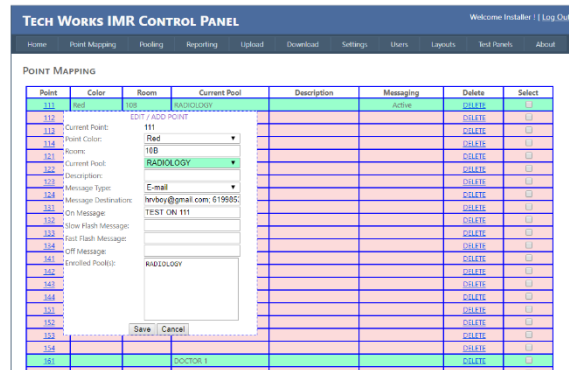 TECH WORKS IMR CONTROL PANEL
Welcome Installer ! [ Log Out
Home Point Mapping Pooling Reporting Upload Download Settings Users Layouts Test Panels About
POINT MAPPING
Point Color Room Current Pool Description Messaging Delete Select
111 Red 10B RADIOLOGY Active DELETE
112 DELETE
113 DELETE
114 DELETE
121 DELETE
122 DELETE
123 DELETE
124 DELETE
131 DELETE
132 DELETE
133 DELETE
134 DELETE
141 DELETE
142 DELETE
143 DELETE
144 DELETE
151 DELETE
152 DELETE
153 DELETE
154 DELETE
161 DOCTOR 1 DELETE
EDIT / ADD POINT
Current Point: 111
Point Color: Red
Room: 10B
Current Pool: RADIOLOGY
Description:
Message Type: E-mail
Message Destination: hrvboy@gmail.com; 619985
On Message: TEST ON 111
Slow Flash Message:
Fast Flash Message:
Off Message:
Enrolled Pool(s): RADIOLOGY
Save Cancel